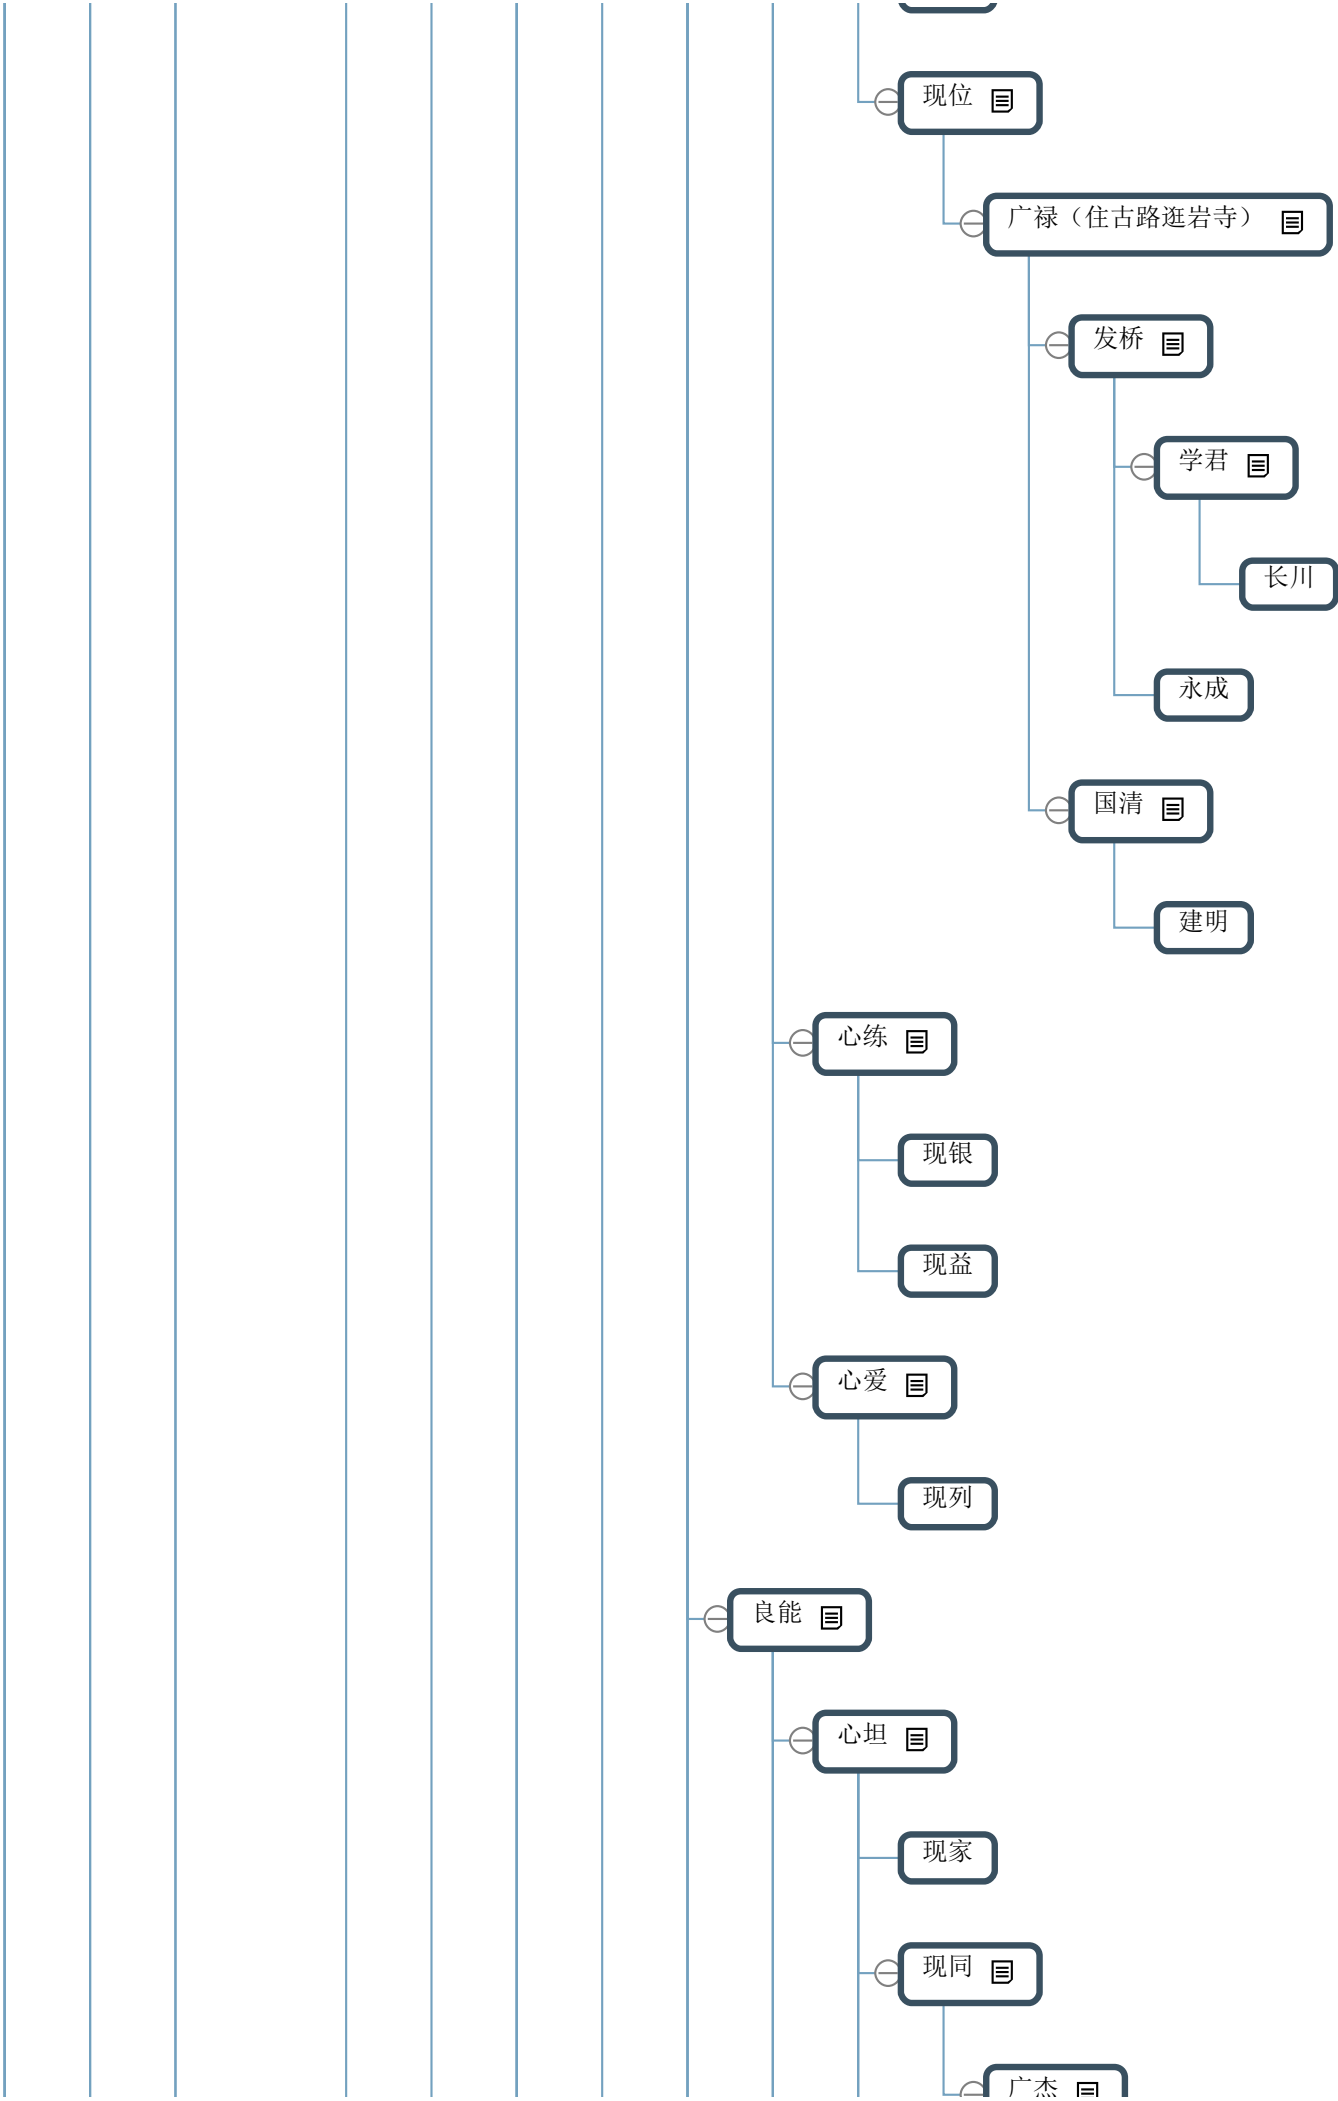 现位
广禄（住古路逛岩寺）
发桥
学君
长川
永成
国清
建明
心练
现银
现益
心爱
现列
良能
心坦
现家
现同
广杰